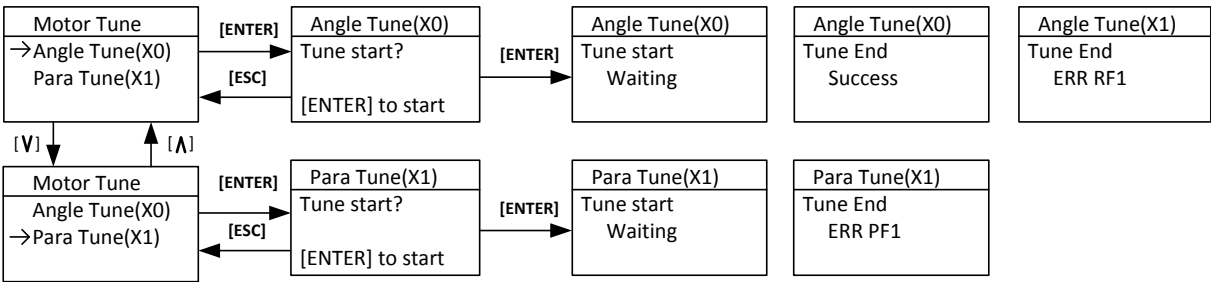 Motor Tune
→Angle Tune(X0)
Para Tune(X1)
[ENTER]
[ESC]
Angle Tune(X0)
Tune start?
[ENTER] to start
[ENTER]
Angle Tune(X0)
Tune start
Waiting
Angle Tune(X0)
Tune End
Success
Angle Tune(X1)
Tune End
ERR RF1
[∨]
[∧]
Motor Tune
Angle Tune(X0)
→Para Tune(X1)
[ENTER]
[ESC]
Para Tune(X1)
Tune start?
[ENTER] to start
[ENTER]
Para Tune(X1)
Tune start
Waiting
Para Tune(X1)
Tune End
ERR PF1